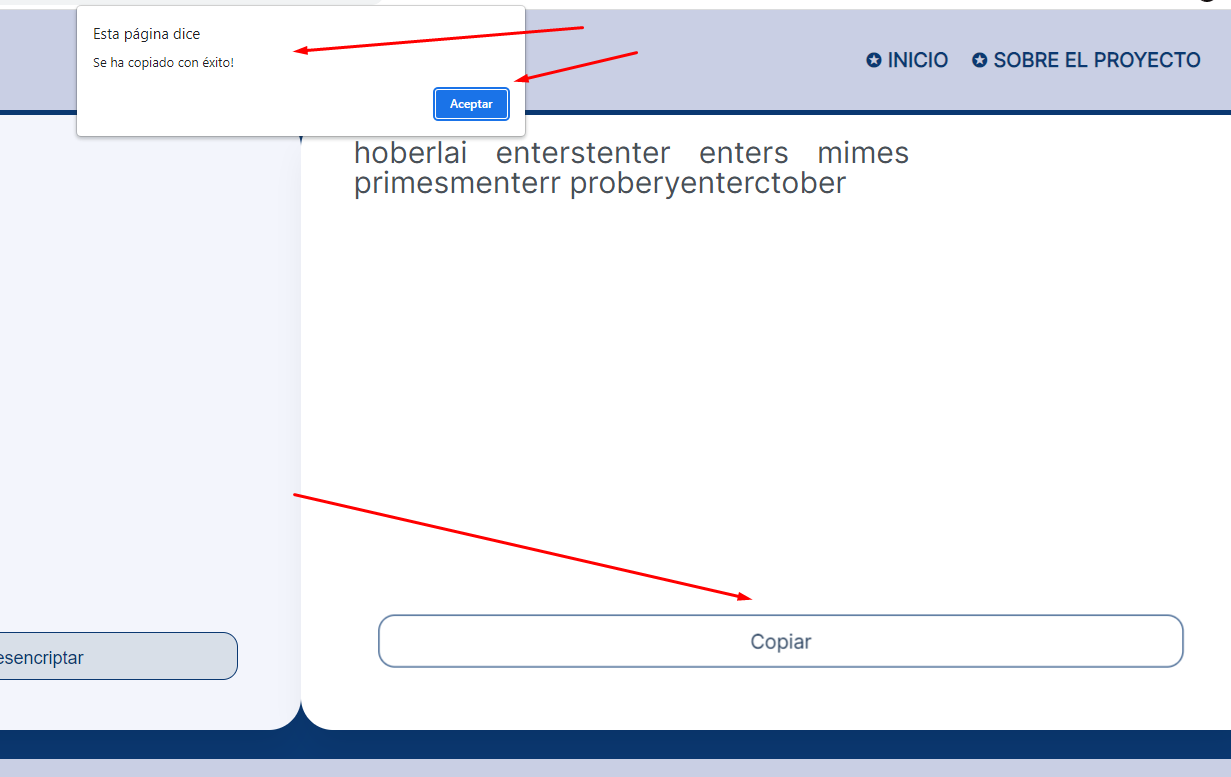 Esta página dice
Se ha copiado con éxito!
Aceptar
INICIO SOBRE EL PROYECTO
hoberlai enterstenter enters mimes
primesmenterr proberyenterctober
Copiar
esencriptar